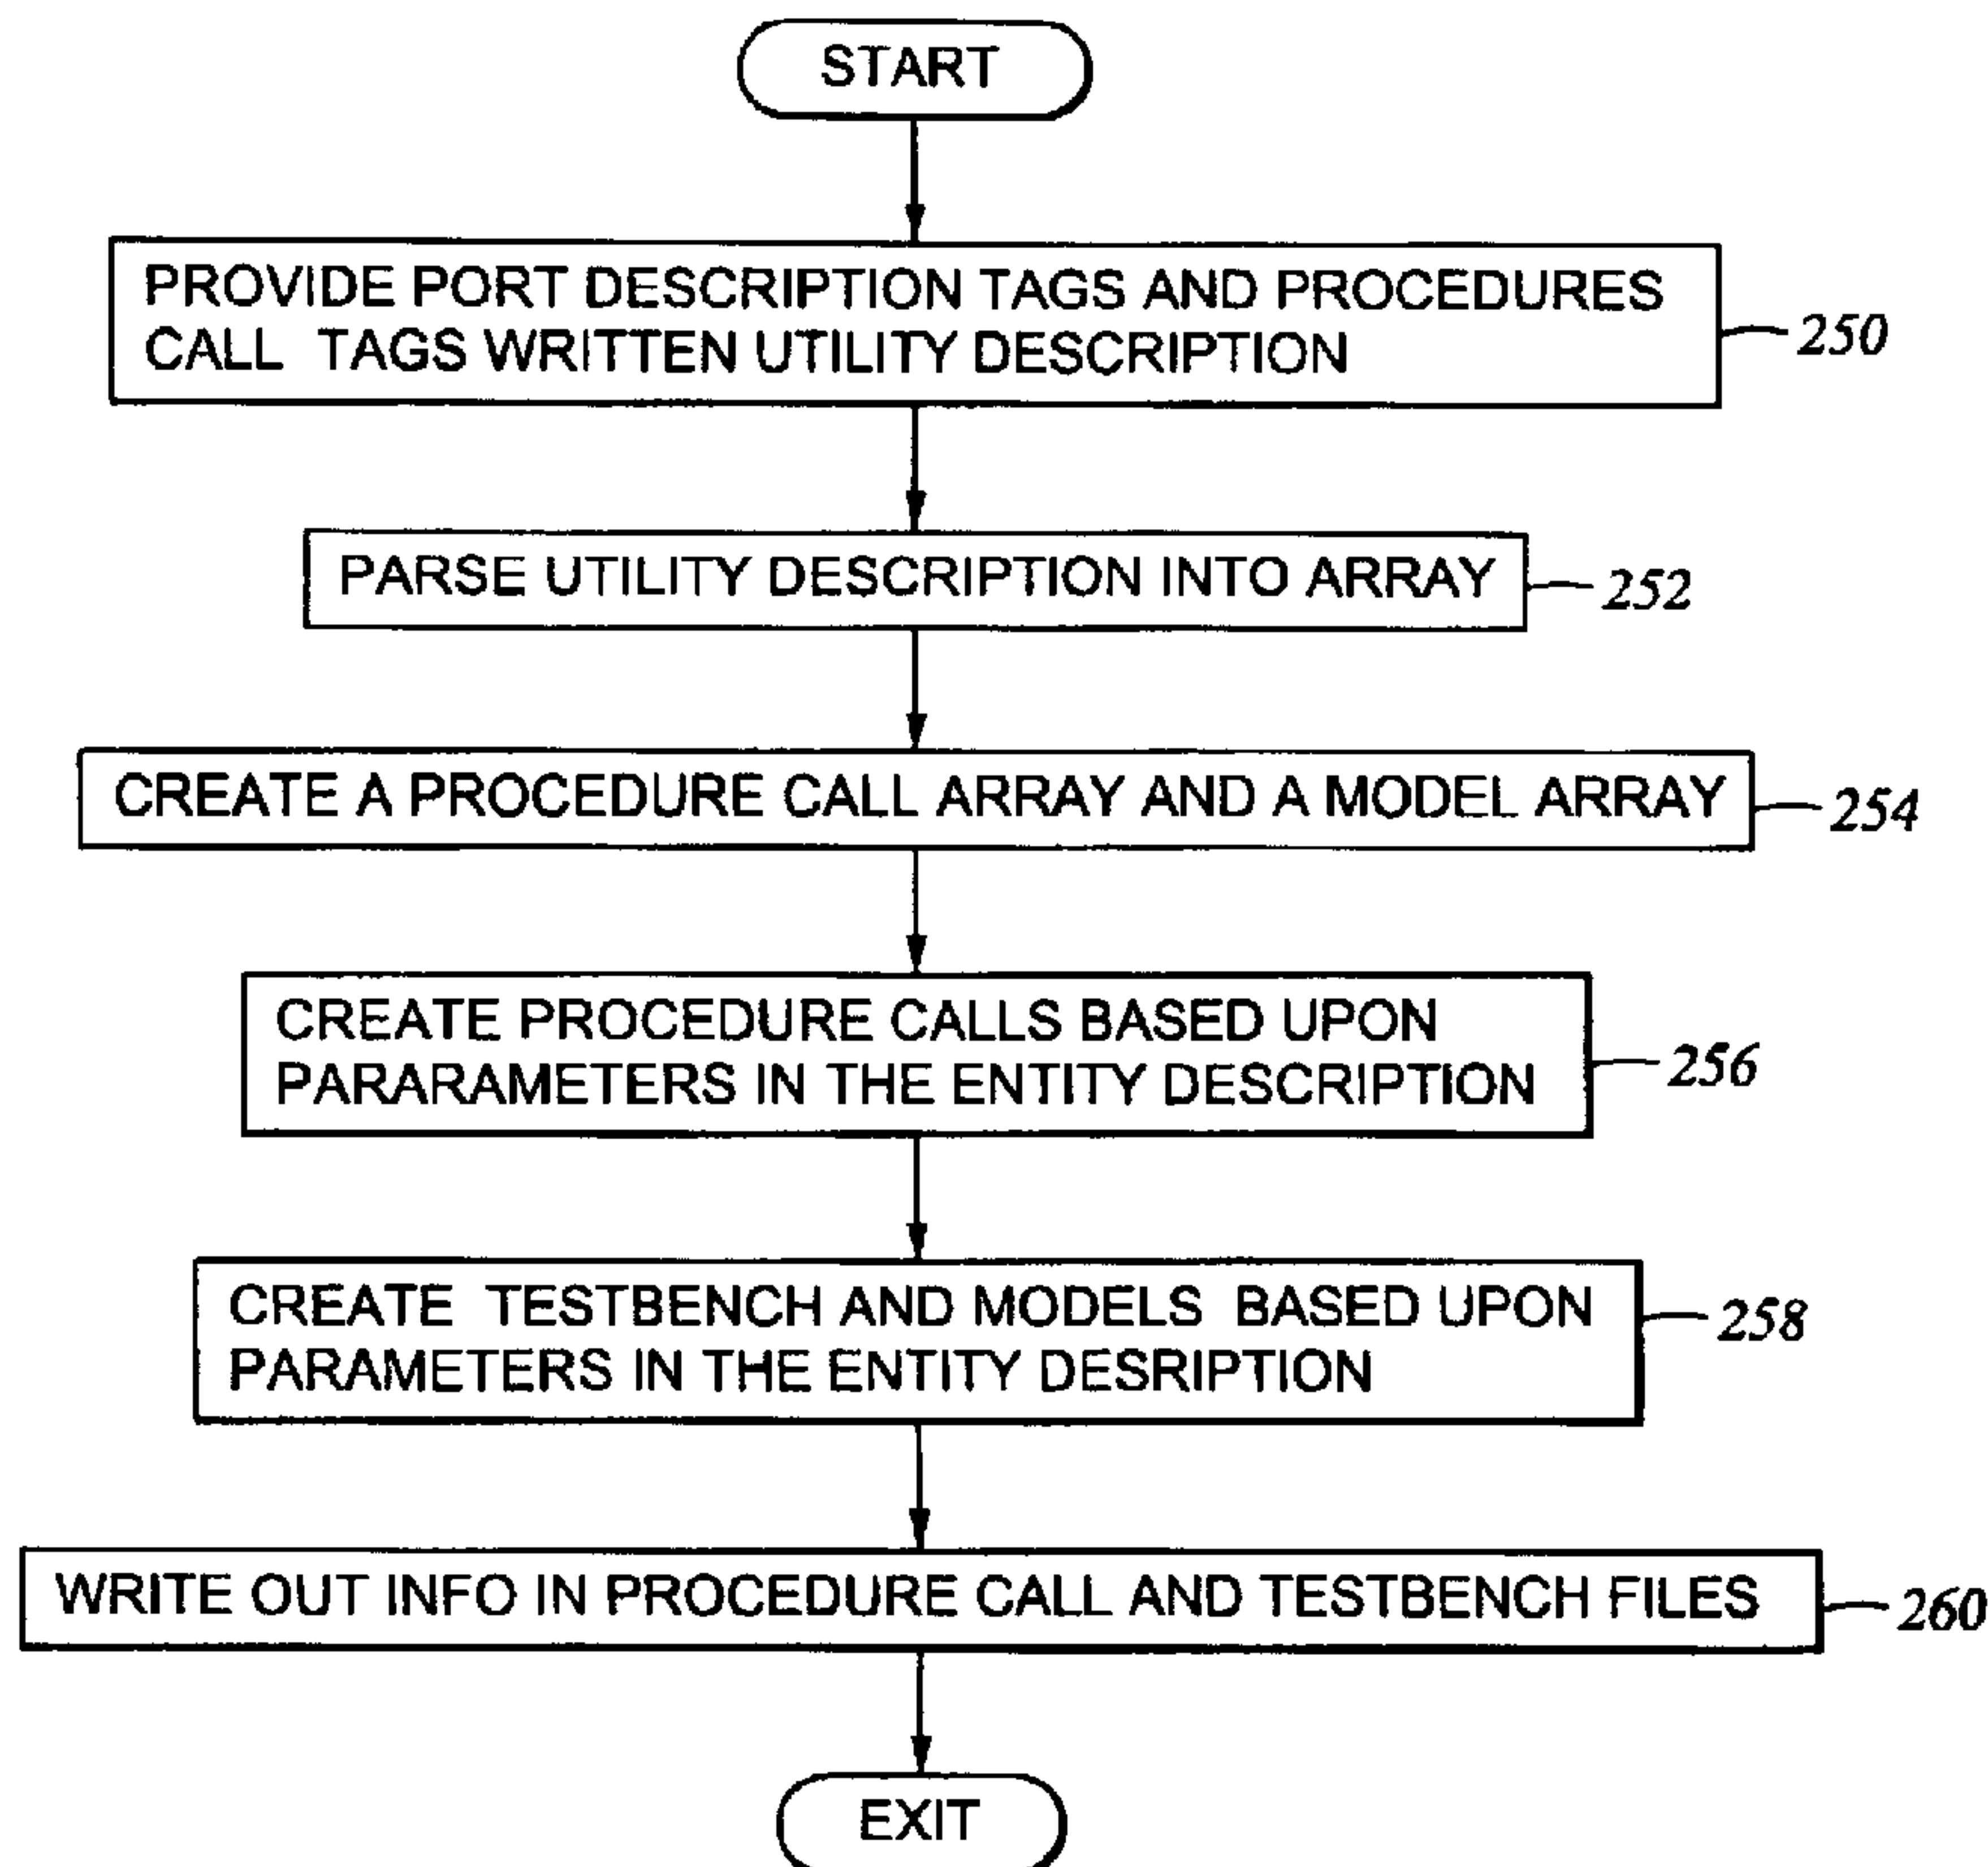 START
PROVIDE PORT DESCRIPTION TAGS AND PROCEDURES
CALL TAGS WRITTEN UTILITY DESCRIPTION
250
PARSE UTILITY DESCRIPTION INTO ARRAY
252
CREATE A PROCEDURE CALL ARRAY AND A MODEL ARRAY
254
CREATE PROCEDURE CALLS BASED UPON
PARARAMETERS IN THE ENTITY DESCRIPTION
256
CREATE TESTBENCH AND MODELS BASED UPON
PARAMETERS IN THE ENTITY DESRIPTION
258
WRITE OUT INFO IN PROCEDURE CALL AND TESTBENCH FILES
260
EXIT